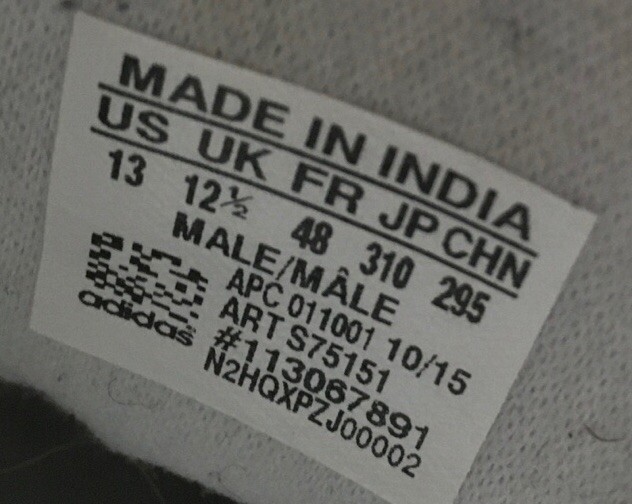 MADE IN INDIA
US UK FR JP CHN
13 12½ 48 310 295
MALE/MÂLE
APC 011001 10/15
ART S75151
#113067891
N2HQXPZJ00002
adidas